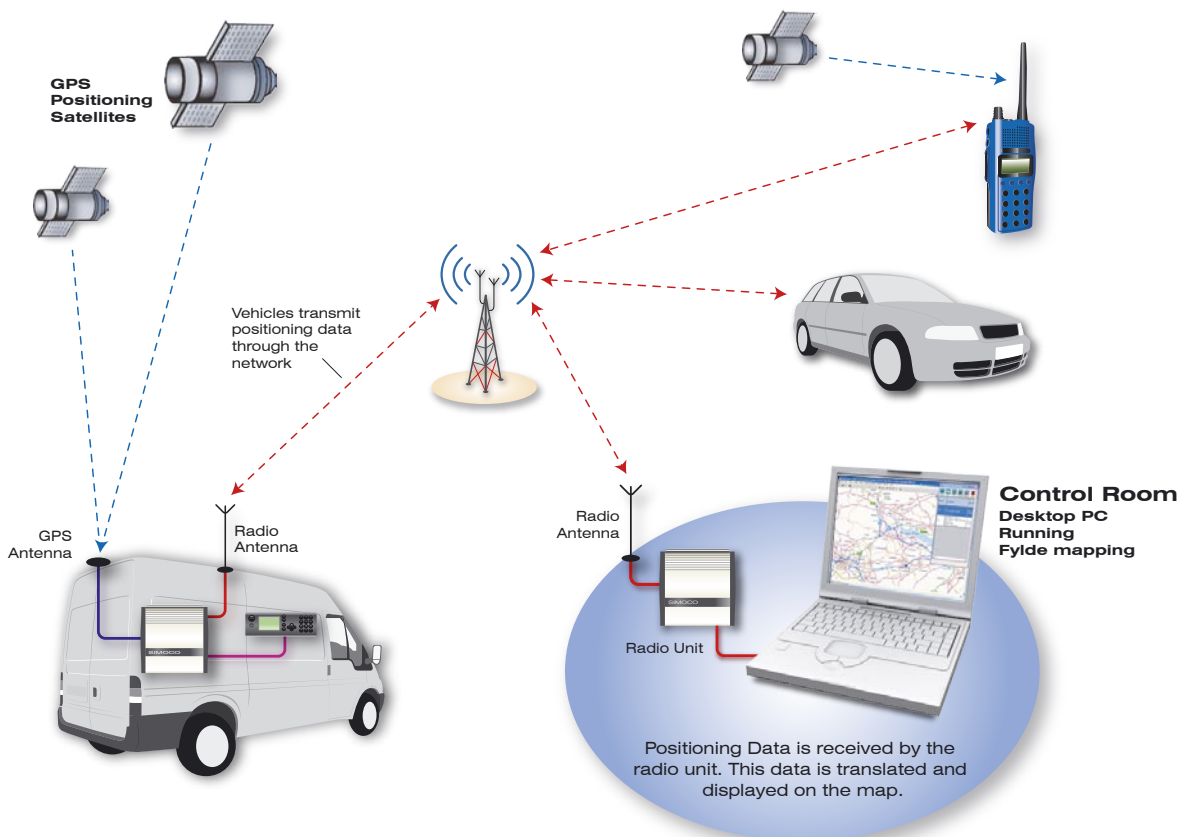 GPS
Positioning
Satellites
Vehicles transmit
positioning data
through the
network
GPS
Antenna
Radio
Antenna
SIMOCO
Radio
Antenna
SIMOCO
Radio Unit
Control Room
Desktop PC
Running
Fylde mapping
Positioning Data is received by the
radio unit. This data is translated and
displayed on the map.